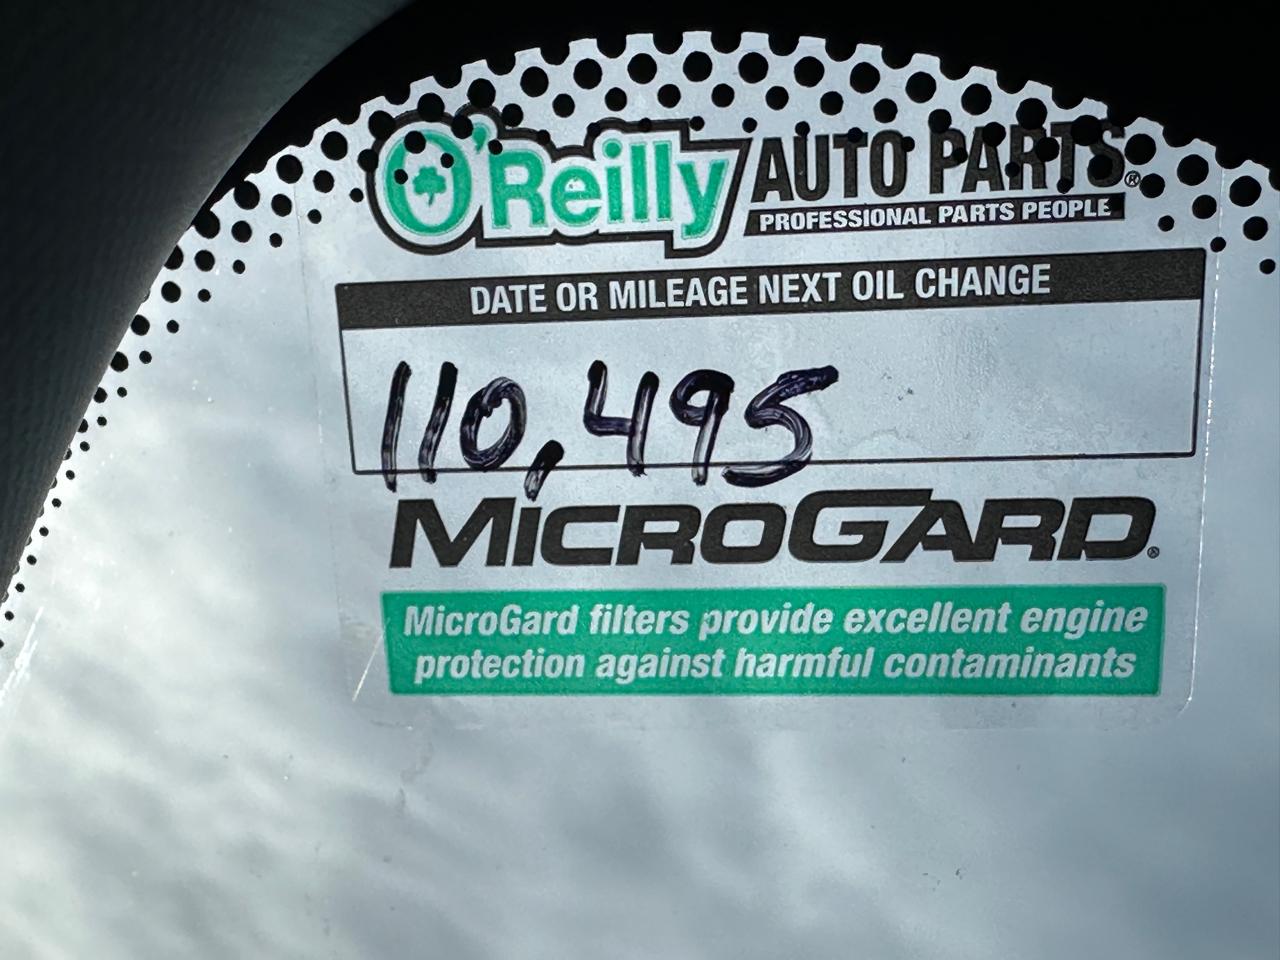 O'Reilly AUTO PARTS®
PROFESSIONAL PARTS PEOPLE
DATE OR MILEAGE NEXT OIL CHANGE
110,495
MICROGARD®
MicroGard filters provide excellent engine
protection against harmful contaminants